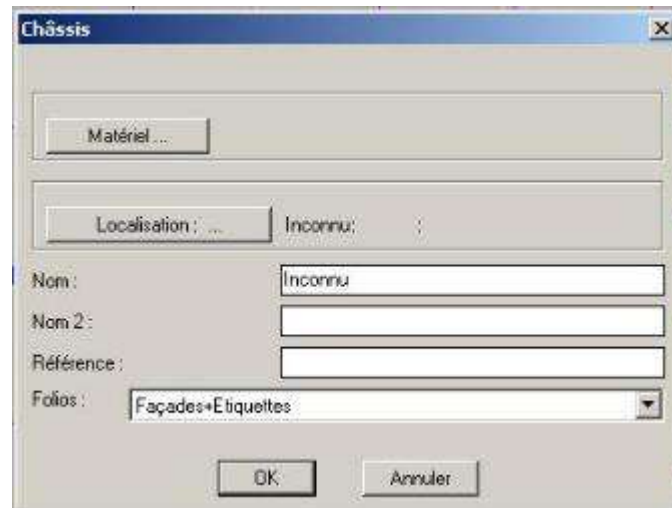 Châssis
Matériel ...
Localisation : ... Inconnu: :
Nom : Inconnu
Nom 2 :
Référence :
Folios : Façades+Etiquettes
OK Annuler